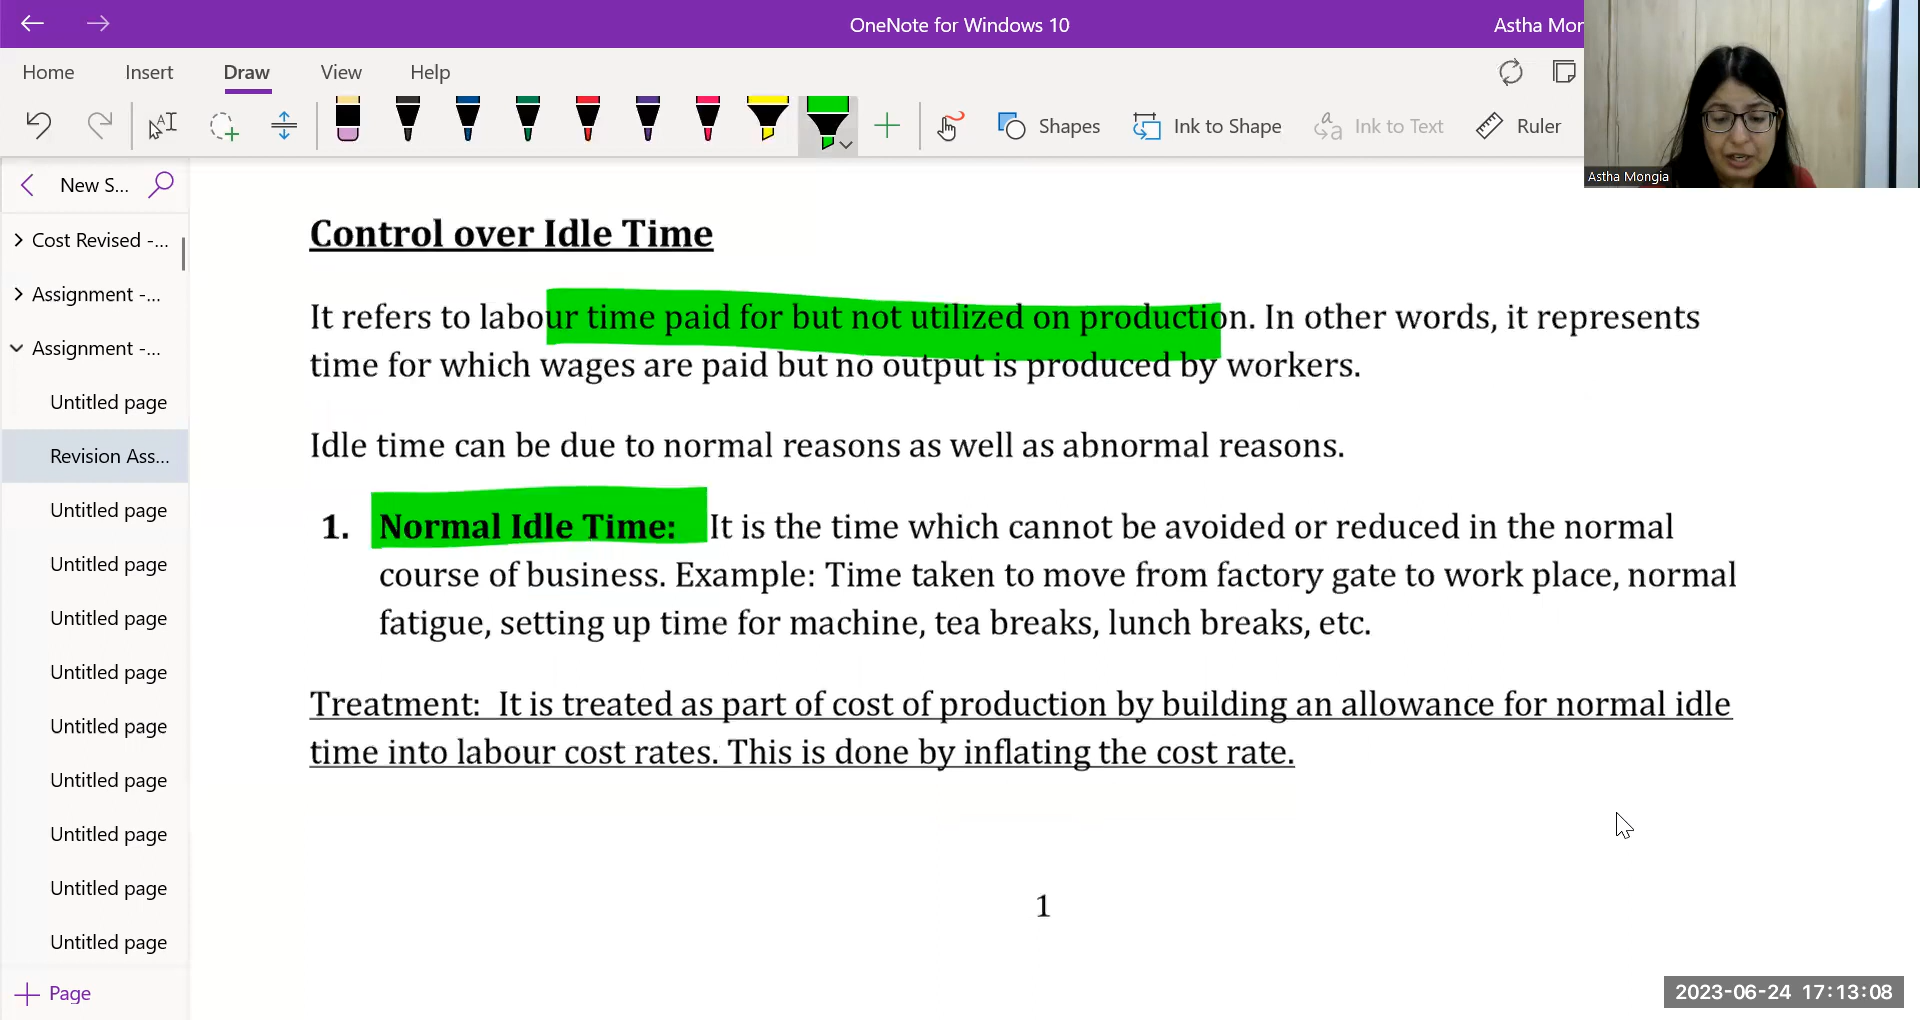 OneNote for Windows 10
Astha Mon
Home Insert Draw View Help
Shapes Ink to Shape Ink to Text Ruler
Astha Mongia
New S...
Cost Revised -...
Assignment -...
Assignment -...
Untitled page
Revision Ass...
Untitled page
Untitled page
Untitled page
Untitled page
Untitled page
Untitled page
Untitled page
Untitled page
Untitled page
Page
Control over Idle Time
It refers to labour time paid for but not utilized on production. In other words, it represents
time for which wages are paid but no output is produced by workers.
Idle time can be due to normal reasons as well as abnormal reasons.
1. Normal Idle Time: It is the time which cannot be avoided or reduced in the normal
course of business. Example: Time taken to move from factory gate to work place, normal
fatigue, setting up time for machine, tea breaks, lunch breaks, etc.
Treatment: It is treated as part of cost of production by building an allowance for normal idle
time into labour cost rates. This is done by inflating the cost rate.
1
2023-06-24 17:13:08